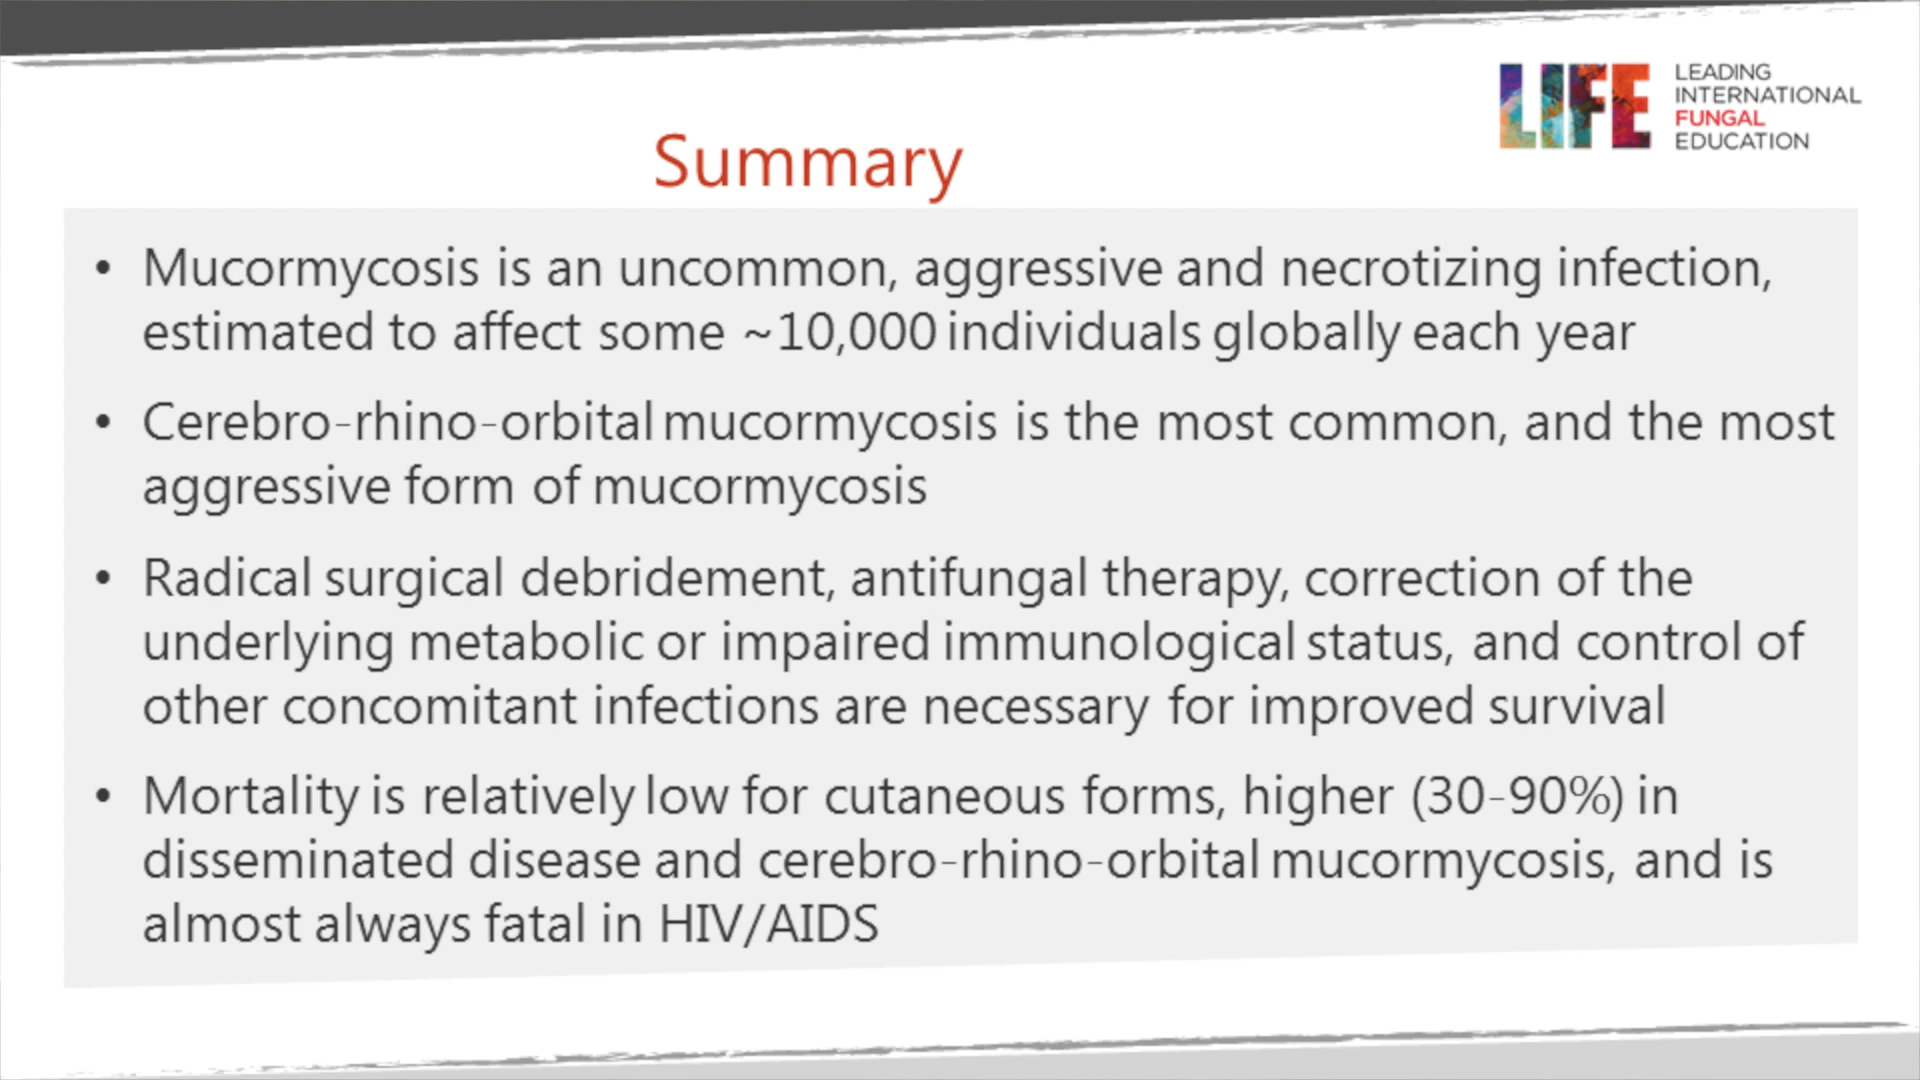 LIFE
LEADING
INTERNATIONAL
FUNGAL
EDUCATION
Summary
• Mucormycosis is an uncommon, aggressive and necrotizing infection,
estimated to affect some ~10,000 individuals globally each year
• Cerebro-rhino-orbital mucormycosis is the most common, and the most
aggressive form of mucormycosis
• Radical surgical debridement, antifungal therapy, correction of the
underlying metabolic or impaired immunological status, and control of
other concomitant infections are necessary for improved survival
• Mortality is relatively low for cutaneous forms, higher (30-90%) in
disseminated disease and cerebro-rhino-orbital mucormycosis, and is
almost always fatal in HIV/AIDS